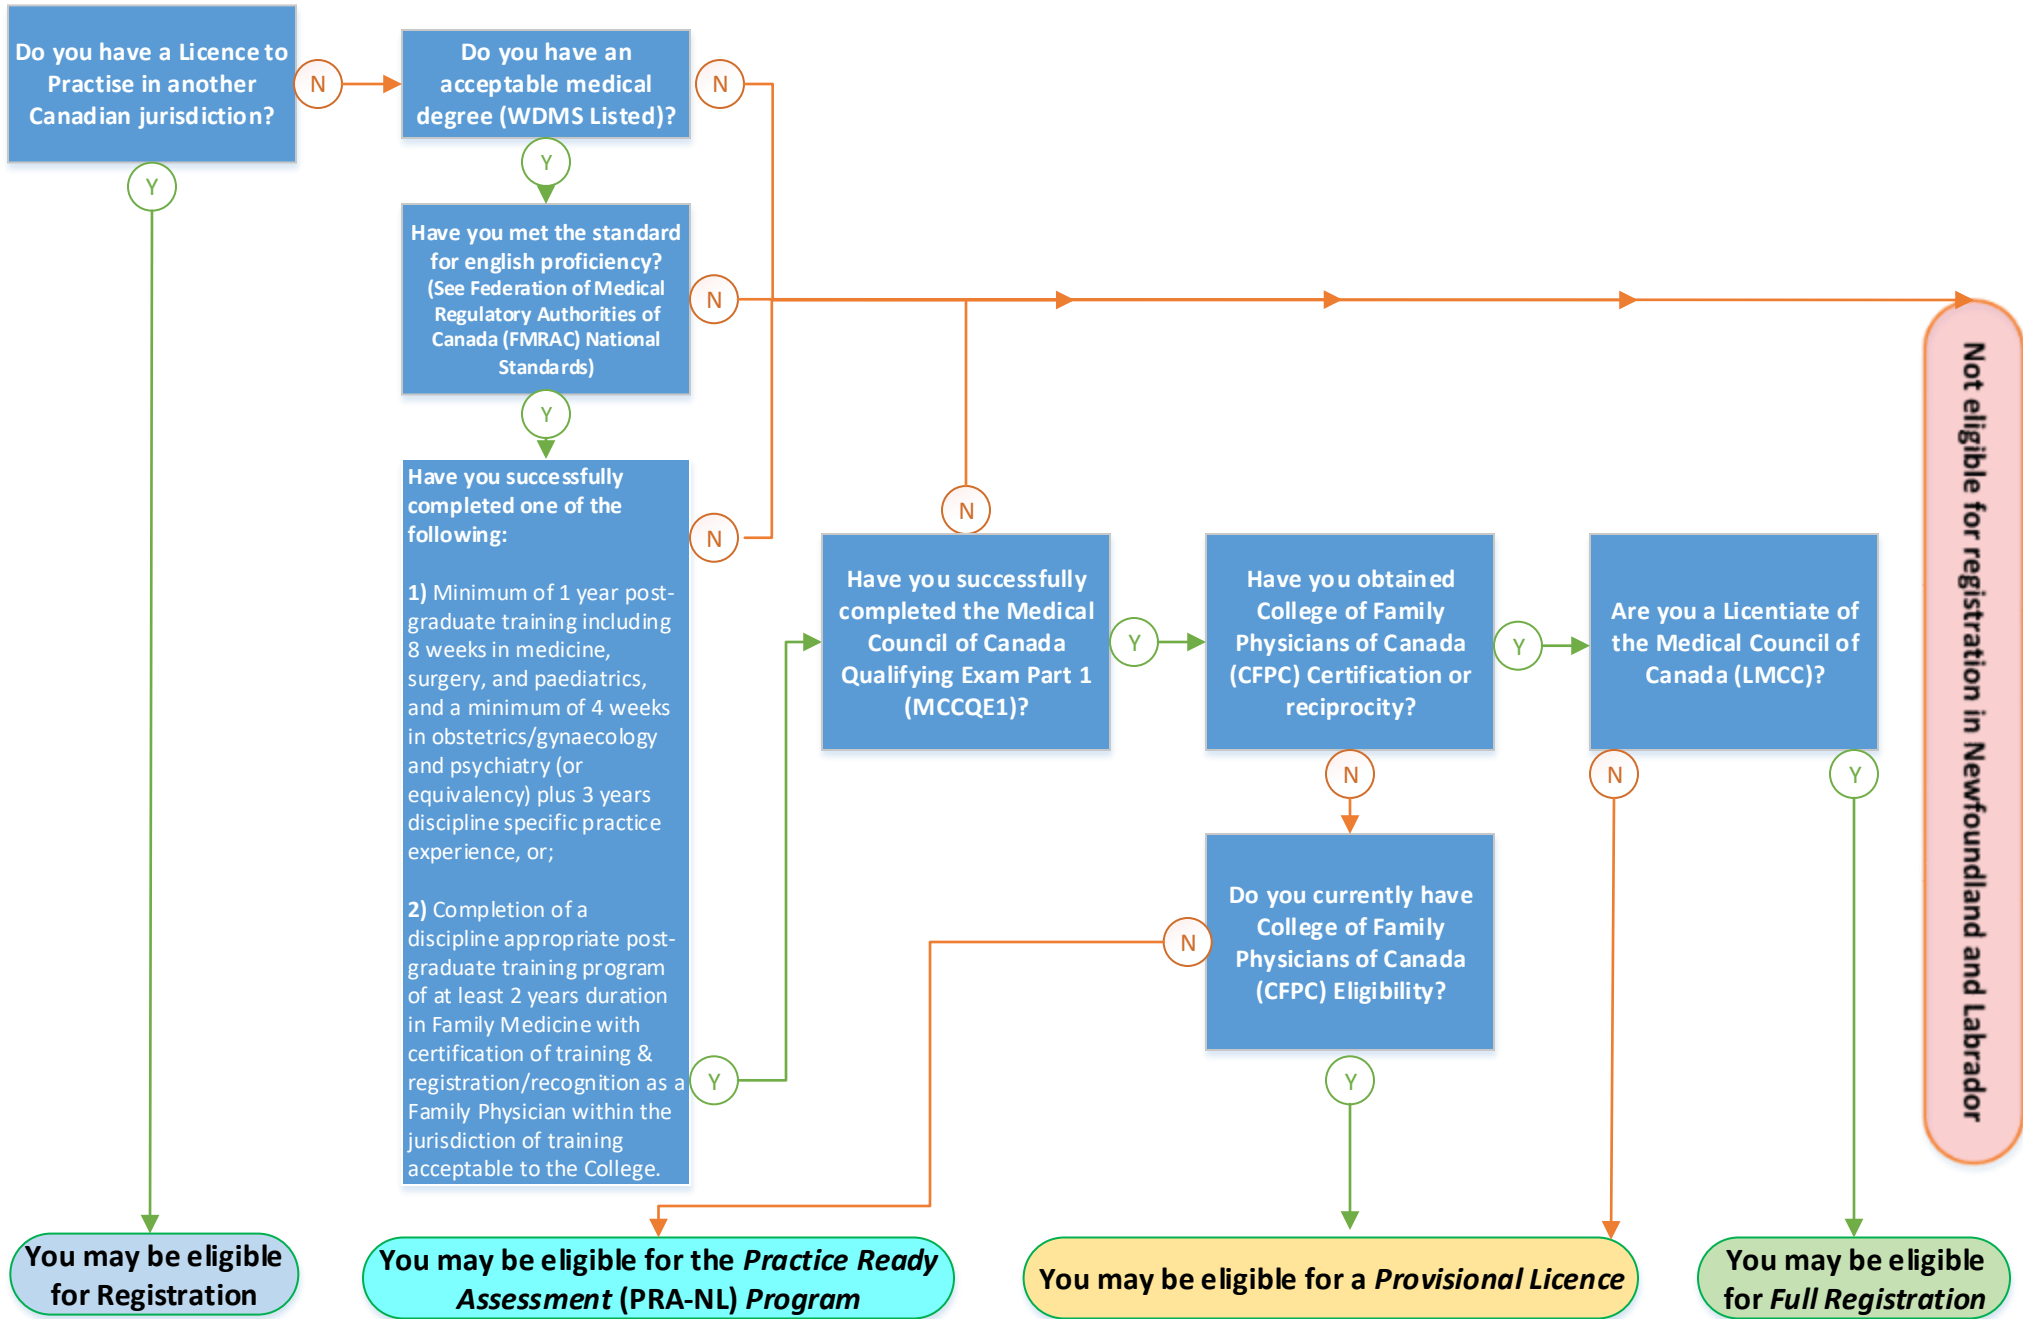 Do you have a Licence to
Practise in another
Canadian jurisdiction?
N
Y
Do you have an
acceptable medical
degree (WDMS Listed)?
N
Y
Have you met the standard
for english proficiency?
(See Federation of Medical
Regulatory Authorities of
Canada (FMRAC) National
Standards)
N
Y
Have you successfully
completed one of the
following:
1) Minimum of 1 year post-
graduate training including
8 weeks in medicine,
surgery, and paediatrics,
and a minimum of 4 weeks
in obstetrics/gynaecology
and psychiatry (or
equivalency) plus 3 years
discipline specific practice
experience, or;
2) Completion of a
discipline appropriate post-
graduate training program
of at least 2 years duration
in Family Medicine with
certification of training &
registration/recognition as a
Family Physician within the
jurisdiction of training
acceptable to the College.
N
Y
N
Have you successfully
completed the Medical
Council of Canada
Qualifying Exam Part 1
(MCCQE1)?
Y
Have you obtained
College of Family
Physicians of Canada
(CFPC) Certification or
reciprocity?
Y
N
Are you a Licentiate of
the Medical Council of
Canada (LMCC)?
N
Y
Do you currently have
College of Family
Physicians of Canada
(CFPC) Eligibility?
N
Y
Not eligible for registration in Newfoundland and Labrador
You may be eligible
for Registration
You may be eligible for the Practice Ready
Assessment (PRA-NL) Program
You may be eligible for a Provisional Licence
You may be eligible
for Full Registration